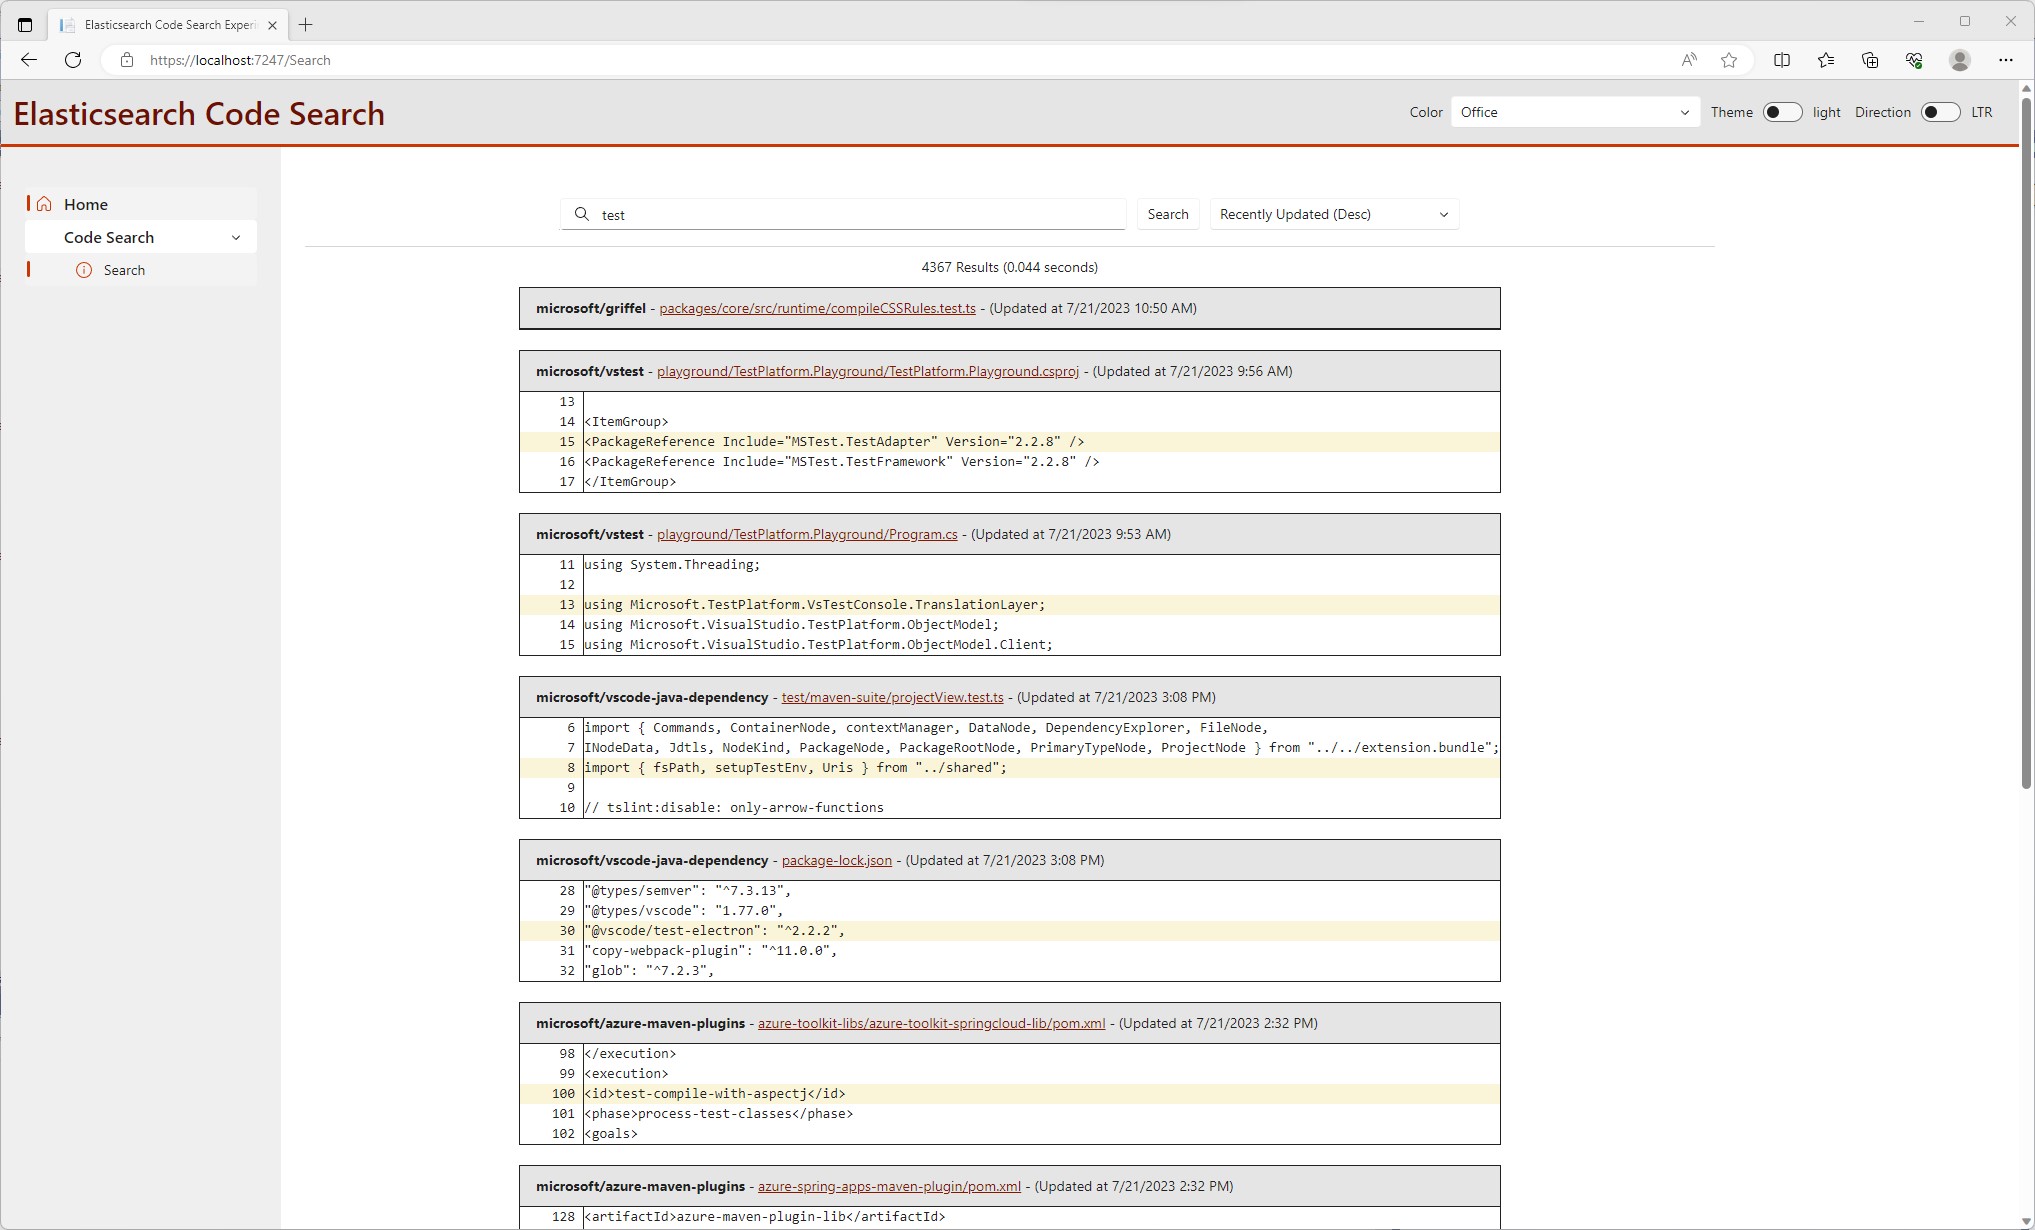 Elasticsearch Code Search Experi
https://localhost:7247/Search
Elasticsearch Code Search
Color Office Theme light Direction LTR
Home
Code Search
Search
test Search Recently Updated (Desc)
4367 Results (0.044 seconds)
microsoft/griffel - packages/core/src/runtime/compileCSSRules.test.ts - (Updated at 7/21/2023 10:50 AM)
microsoft/vstest - playground/TestPlatform.Playground/TestPlatform.Playground.csproj - (Updated at 7/21/2023 9:56 AM)
13
14 <ItemGroup>
15 <PackageReference Include="MSTest.TestAdapter" Version="2.2.8" />
16 <PackageReference Include="MSTest.TestFramework" Version="2.2.8" />
17 </ItemGroup>
microsoft/vstest - playground/TestPlatform.Playground/Program.cs - (Updated at 7/21/2023 9:53 AM)
11 using System.Threading;
12
13 using Microsoft.TestPlatform.VsTestConsole.TranslationLayer;
14 using Microsoft.VisualStudio.TestPlatform.ObjectModel;
15 using Microsoft.VisualStudio.TestPlatform.ObjectModel.Client;
microsoft/vscode-java-dependency - test/maven-suite/projectView.test.ts - (Updated at 7/21/2023 3:08 PM)
6 import { Commands, ContainerNode, contextManager, DataNode, DependencyExplorer, FileNode,
7 INodeData, Jdtls, NodeKind, PackageNode, PackageRootNode, PrimaryTypeNode, ProjectNode } from "../../extension.bundle";
8 import { fsPath, setupTestEnv, Uris } from "../shared";
9
10 // tslint:disable: only-arrow-functions
microsoft/vscode-java-dependency - package-lock.json - (Updated at 7/21/2023 3:08 PM)
28 "@types/semver": "^7.3.13",
29 "@types/vscode": "1.77.0",
30 "@vscode/test-electron": "^2.2.2",
31 "copy-webpack-plugin": "^11.0.0",
32 "glob": "^7.2.3",
microsoft/azure-maven-plugins - azure-toolkit-libs/azure-toolkit-springcloud-lib/pom.xml - (Updated at 7/21/2023 2:32 PM)
98 </execution>
99 <execution>
100 <id>test-compile-with-aspectj</id>
101 <phase>process-test-classes</phase>
102 <goals>
microsoft/azure-maven-plugins - azure-spring-apps-maven-plugin/pom.xml - (Updated at 7/21/2023 2:32 PM)
128 <artifactId>azure-maven-plugin-lib</artifactId>